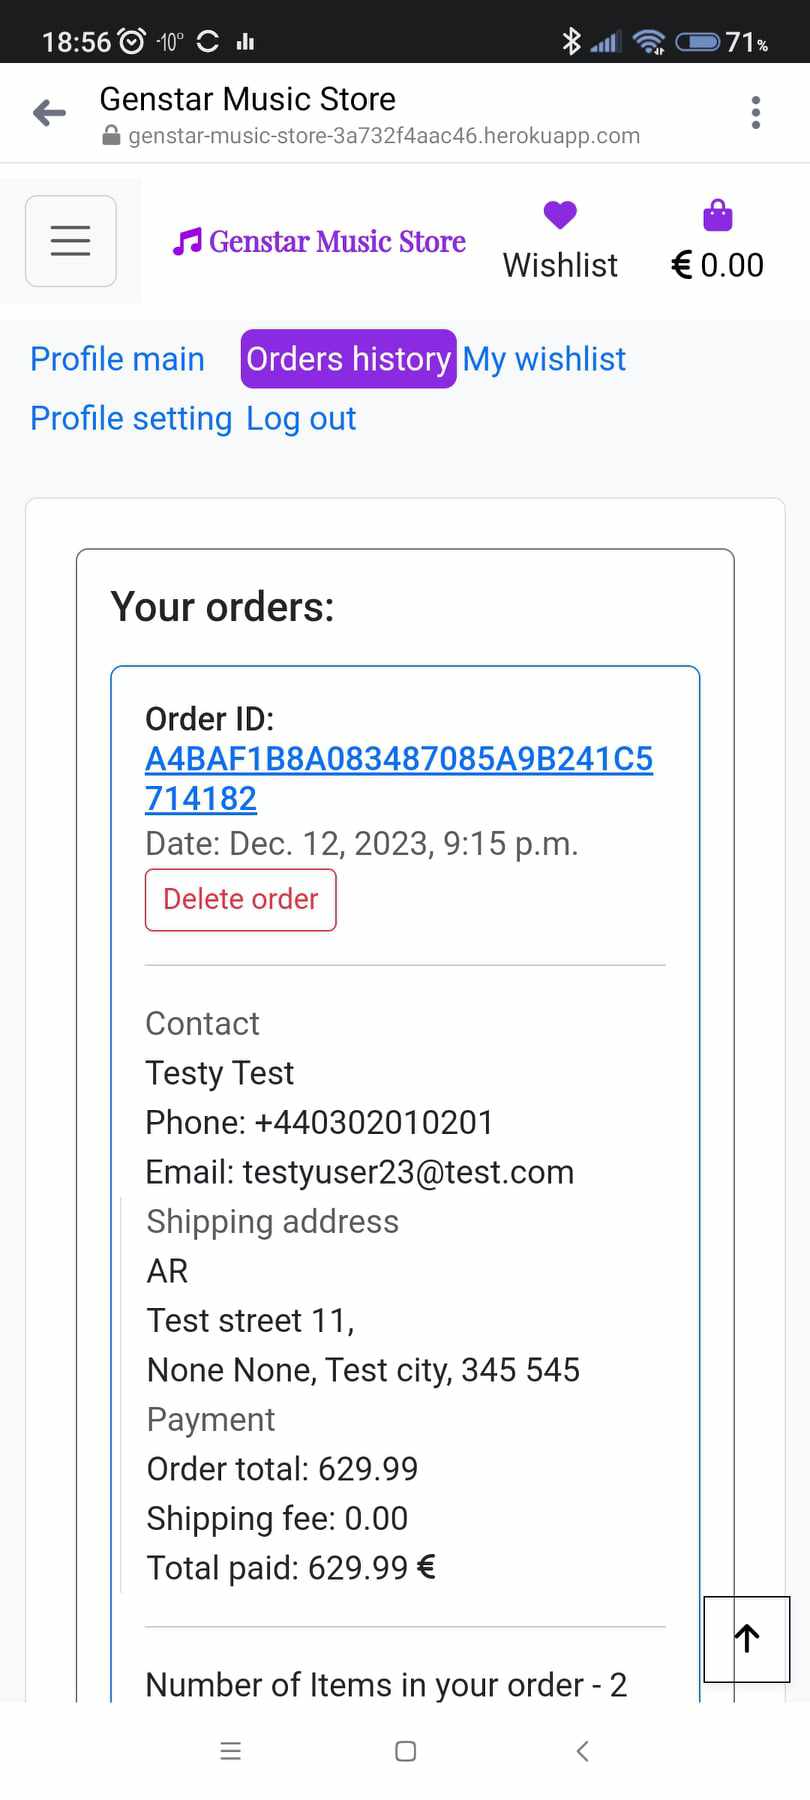 18:56 -10° 71%
Genstar Music Store
genstar-music-store-3a732f4aac46.herokuapp.com
Genstar Music Store
Wishlist € 0.00
Profile main Orders history My wishlist
Profile setting Log out
Your orders:
Order ID:
A4BAF1B8A083487085A9B241C5
714182
Date: Dec. 12, 2023, 9:15 p.m.
Delete order
Contact
Testy Test
Phone: +440302010201
Email: testyuser23@test.com
Shipping address
AR
Test street 11,
None None, Test city, 345 545
Payment
Order total: 629.99
Shipping fee: 0.00
Total paid: 629.99 €
Number of Items in your order - 2